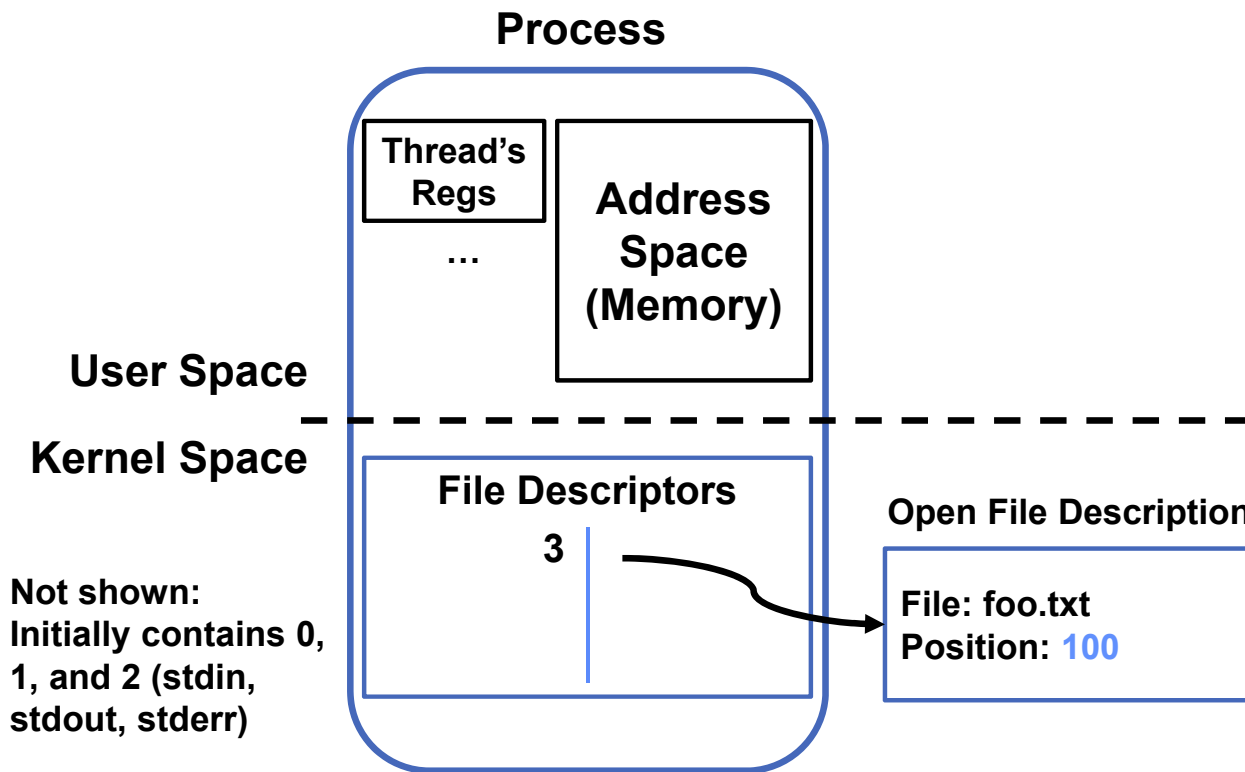 Process
Thread's
Regs
...
Address
Space
(Memory)
User Space
Kernel Space
File Descriptors
3
Open File Description
File: foo.txt
Position: 100
Not shown:
Initially contains 0,
1, and 2 (stdin,
stdout, stderr)